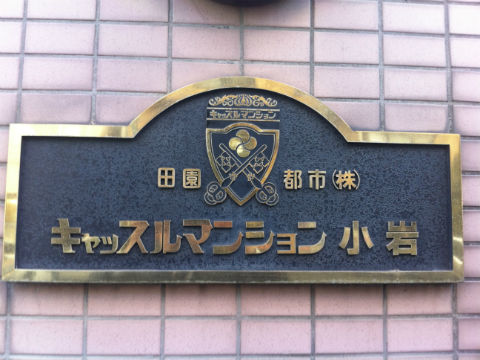 キャッスルマンション
田園 都市(株)
キャッスルマンション 小岩